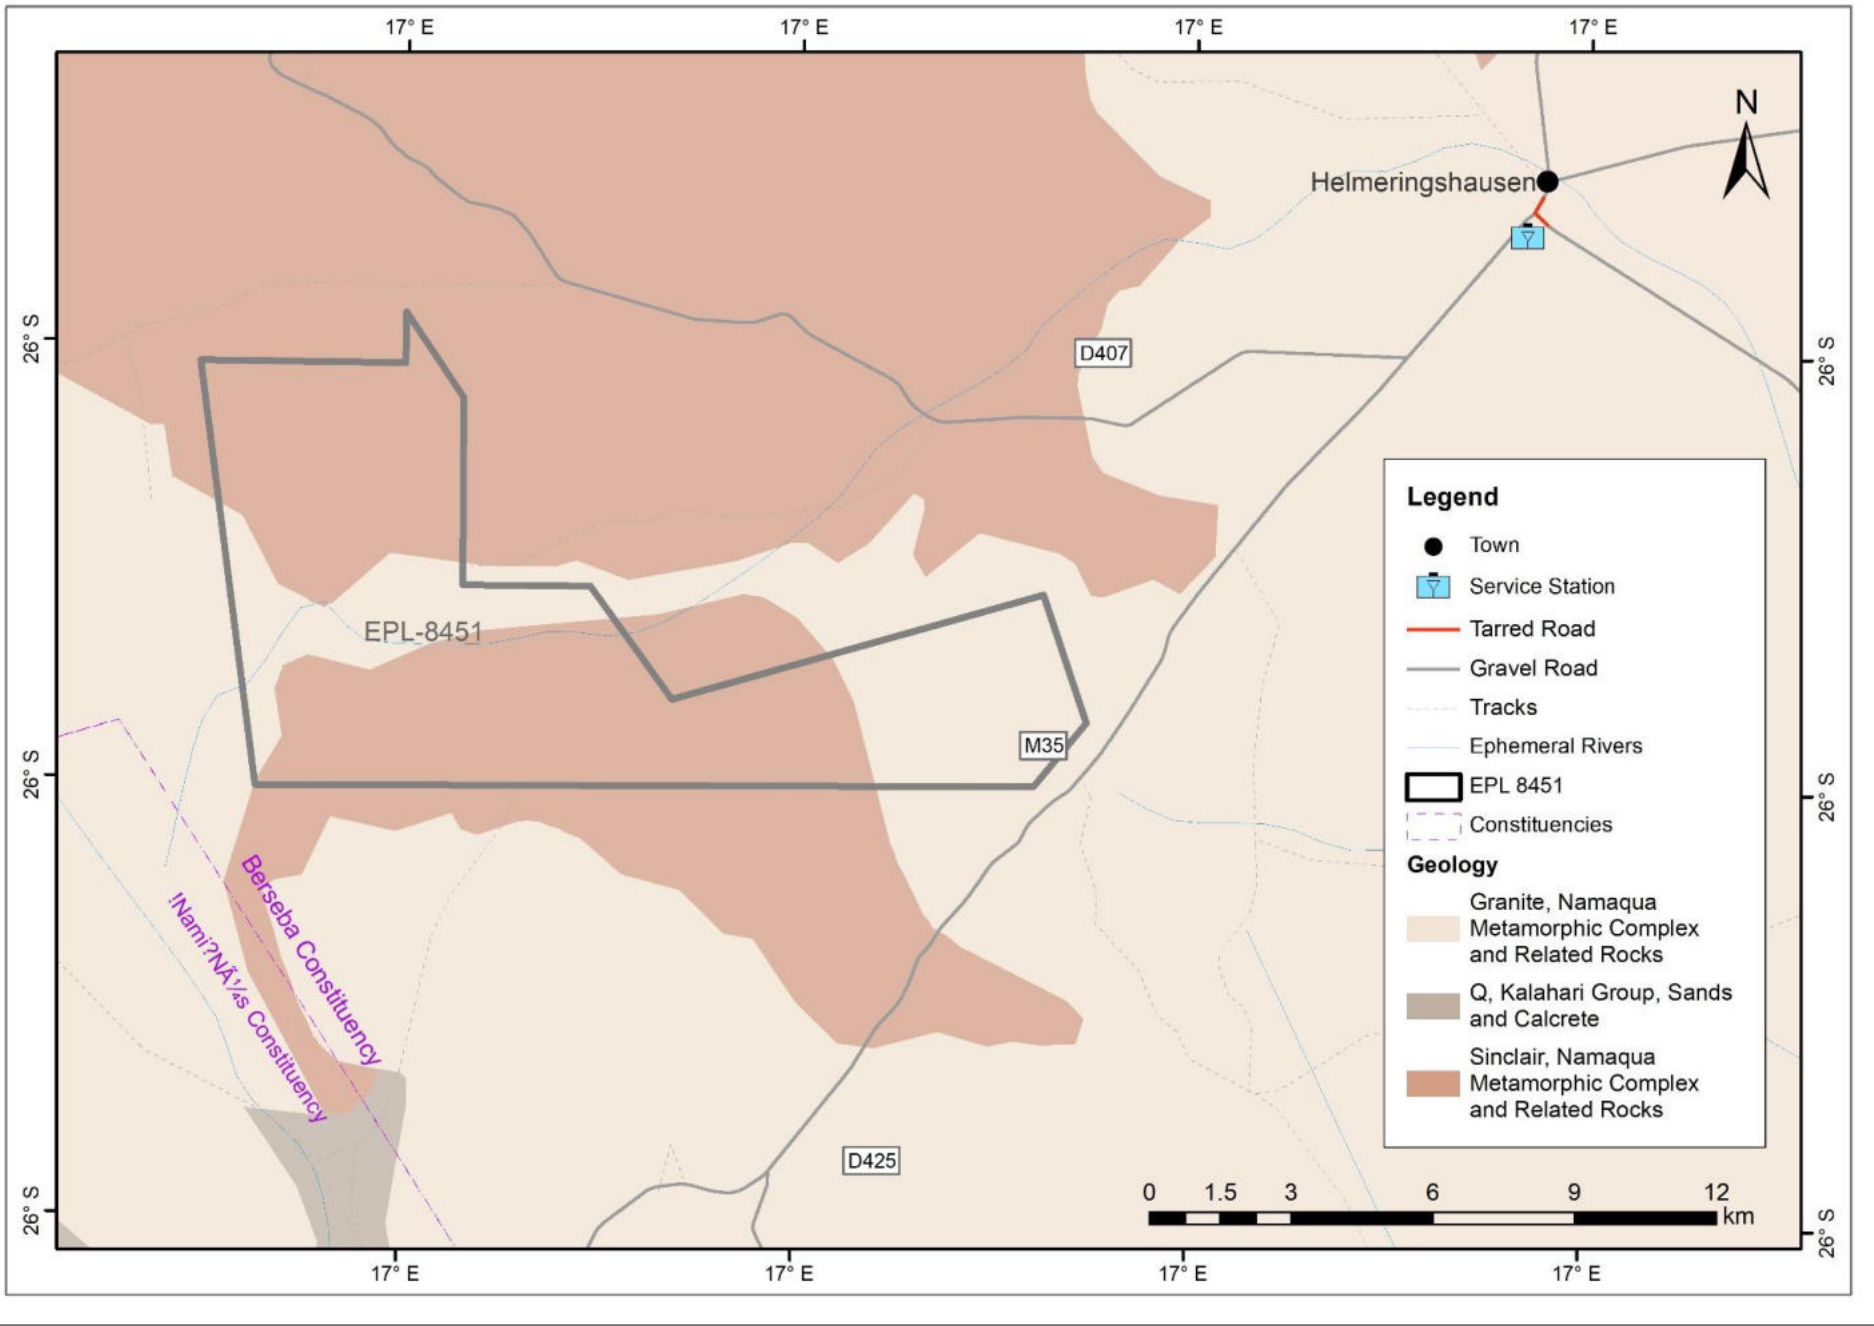 17° E
17° E
17° E
17° E
N
Helmeringshausen
26° S
26° S
D407
Legend
Town
Service Station
Tarred Road
Gravel Road
Tracks
Ephemeral Rivers
EPL 8451
Constituencies
Geology
Granite, Namaqua
Metamorphic Complex
and Related Rocks
Q, Kalahari Group, Sands
and Calcrete
Sinclair, Namaqua
Metamorphic Complex
and Related Rocks
EPL-8451
M35
26° S
26° S
Berseba Constituency
!Nami?NÃ¼s Constituency
D425
0 1.5 3 6 9 12
km
26° S
26° S
17° E
17° E
17° E
17° E